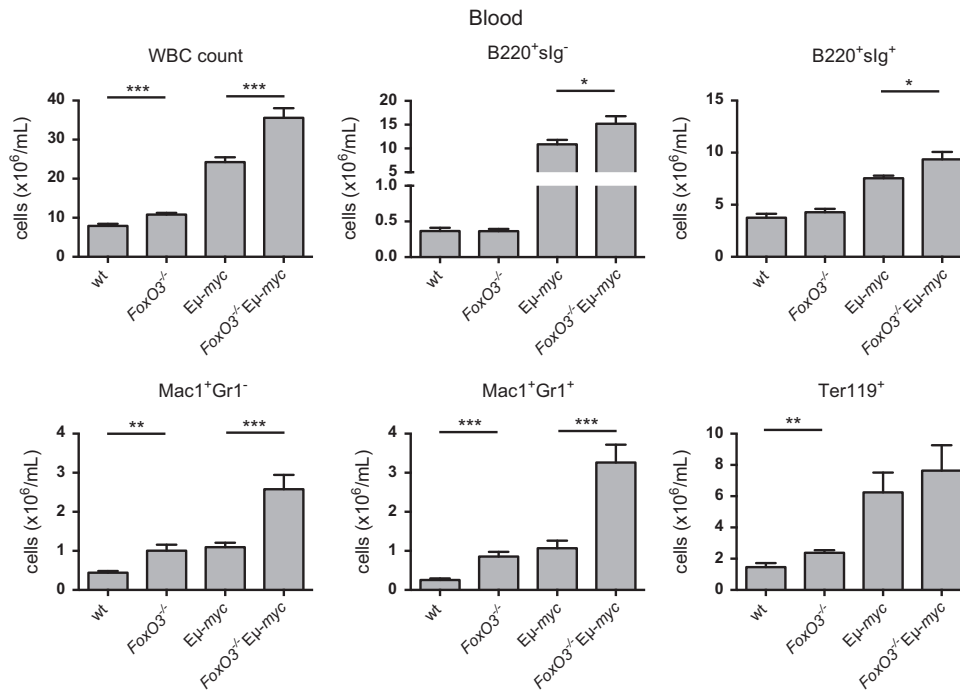 Blood
WBC count
***
***
cells (x10⁶/mL)
40
30
20
10
0
wt
FoxO3⁻/⁻
Eμ-myc
FoxO3⁻/⁻Eμ-myc
B220⁺sIg⁻
*
cells (x10⁶/mL)
20
15
10
5
1.0
0.5
0.0
wt
FoxO3⁻/⁻
Eμ-myc
FoxO3⁻/⁻Eμ-myc
B220⁺sIg⁺
*
cells (x10⁶/mL)
15
10
5
0
wt
FoxO3⁻/⁻
Eμ-myc
FoxO3⁻/⁻Eμ-myc
Mac1⁺Gr1⁻
**
***
cells (x10⁶/mL)
4
3
2
1
0
wt
FoxO3⁻/⁻
Eμ-myc
FoxO3⁻/⁻Eμ-myc
Mac1⁺Gr1⁺
***
***
cells (x10⁶/mL)
4
3
2
1
0
wt
FoxO3⁻/⁻
Eμ-myc
FoxO3⁻/⁻Eμ-myc
Ter119⁺
**
cells (x10⁶/mL)
10
8
6
4
2
0
wt
FoxO3⁻/⁻
Eμ-myc
FoxO3⁻/⁻Eμ-myc